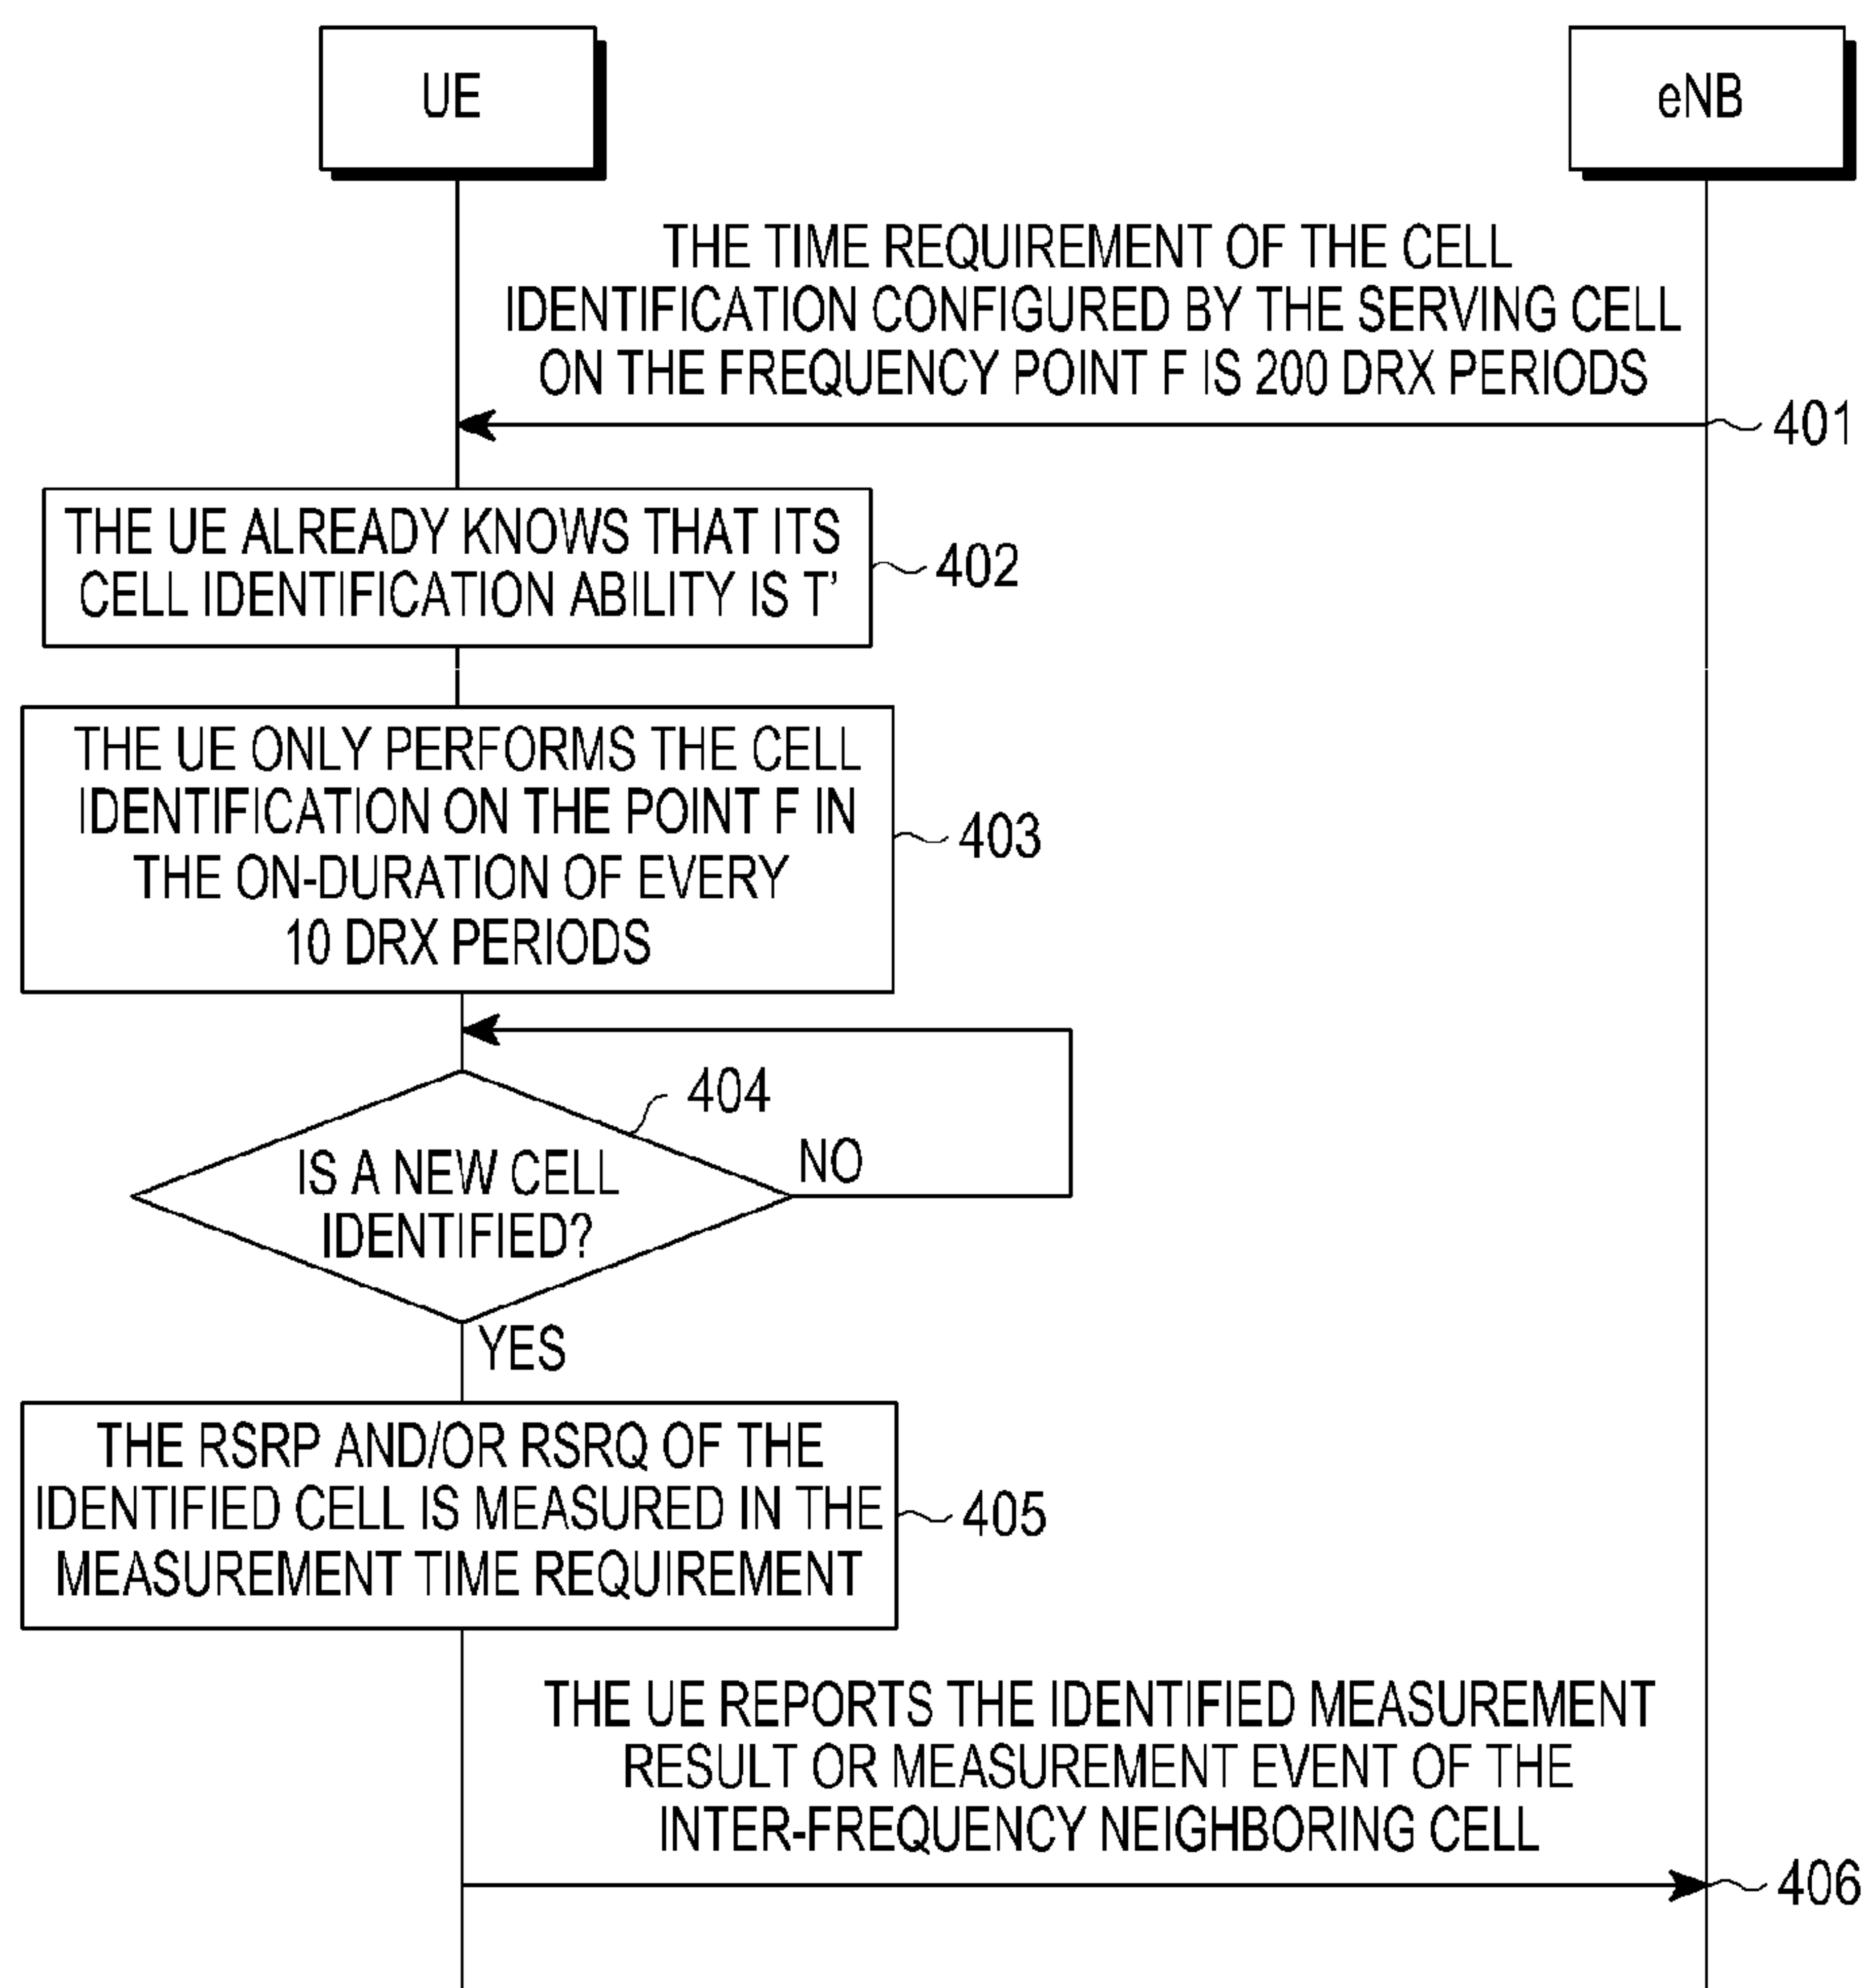 UE
eNB
THE TIME REQUIREMENT OF THE CELL
IDENTIFICATION CONFIGURED BY THE SERVING CELL
ON THE FREQUENCY POINT F IS 200 DRX PERIODS
401
THE UE ALREADY KNOWS THAT ITS
CELL IDENTIFICATION ABILITY IS T'
402
THE UE ONLY PERFORMS THE CELL
IDENTIFICATION ON THE POINT F IN
THE ON-DURATION OF EVERY
10 DRX PERIODS
403
404
IS A NEW CELL
IDENTIFIED?
NO
YES
THE RSRP AND/OR RSRQ OF THE
IDENTIFIED CELL IS MEASURED IN THE
MEASUREMENT TIME REQUIREMENT
405
THE UE REPORTS THE IDENTIFIED MEASUREMENT
RESULT OR MEASUREMENT EVENT OF THE
INTER-FREQUENCY NEIGHBORING CELL
406